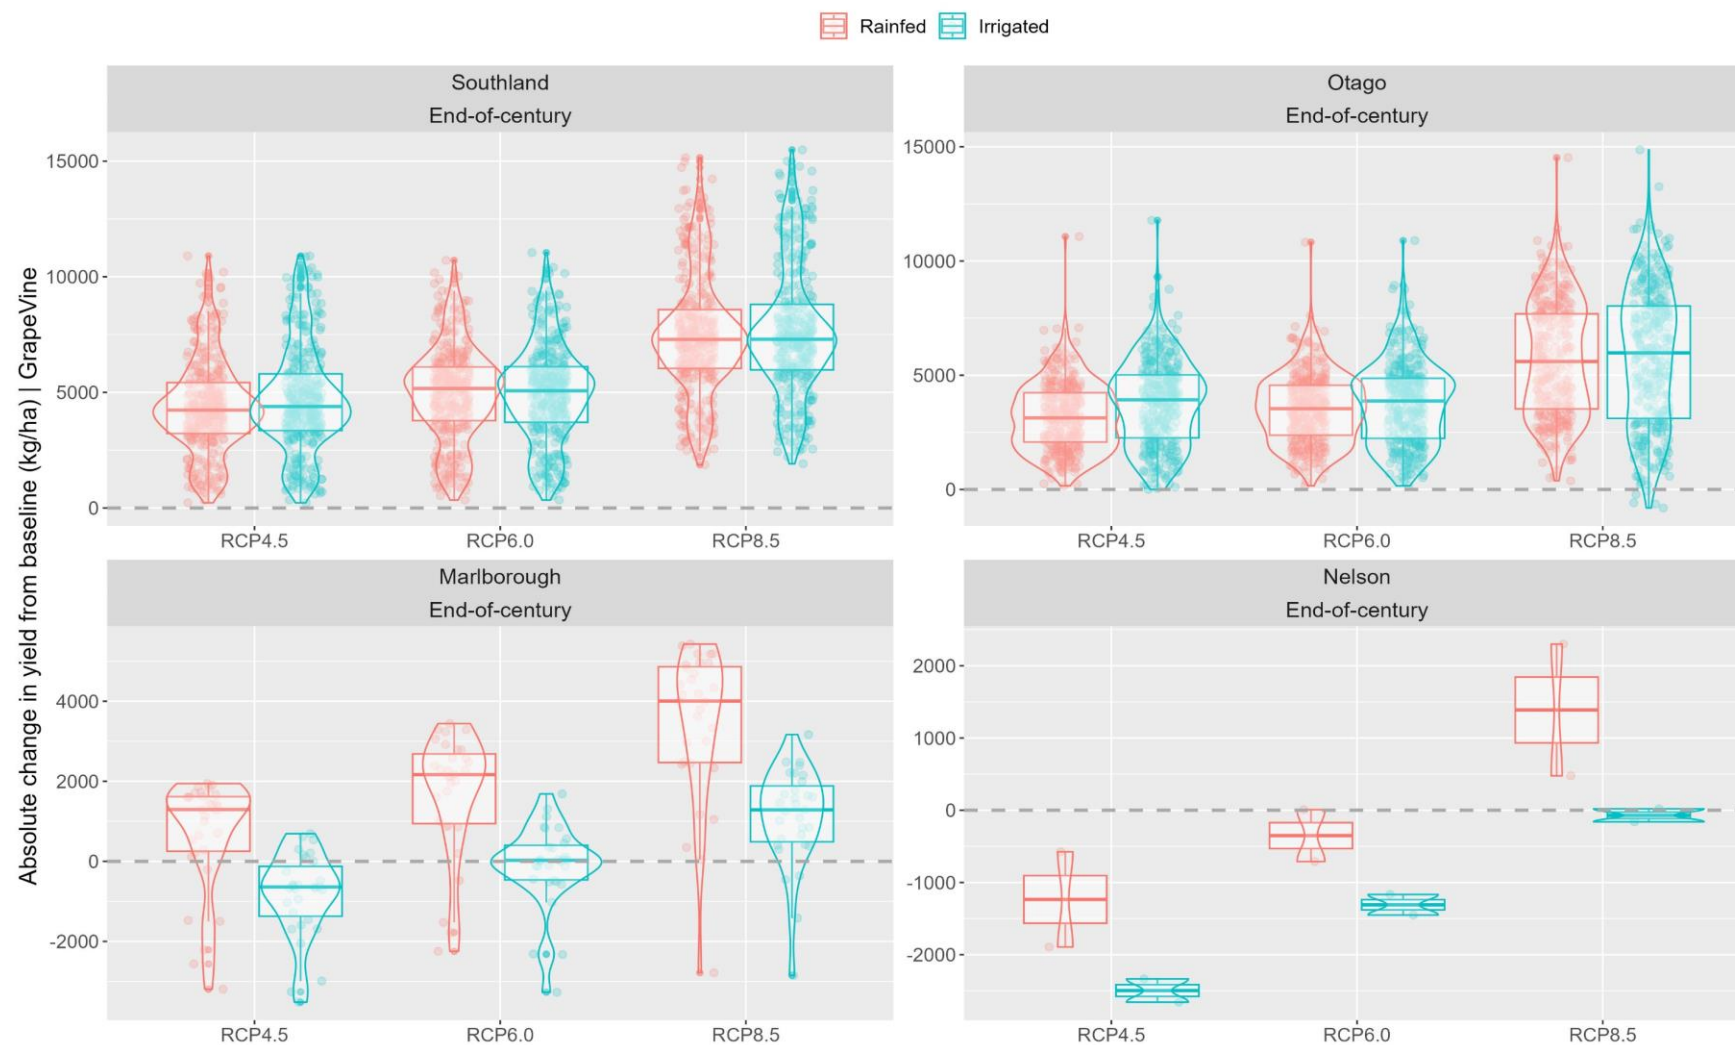 Rainfed Irrigated
Absolute change in yield from baseline (kg/ha) | GrapeVine
Southland
End-of-century
15000
10000
5000
0
RCP4.5 RCP6.0 RCP8.5
Otago
End-of-century
15000
10000
5000
0
RCP4.5 RCP6.0 RCP8.5
Marlborough
End-of-century
4000
2000
0
-2000
RCP4.5 RCP6.0 RCP8.5
Nelson
End-of-century
2000
1000
0
-1000
-2000
RCP4.5 RCP6.0 RCP8.5